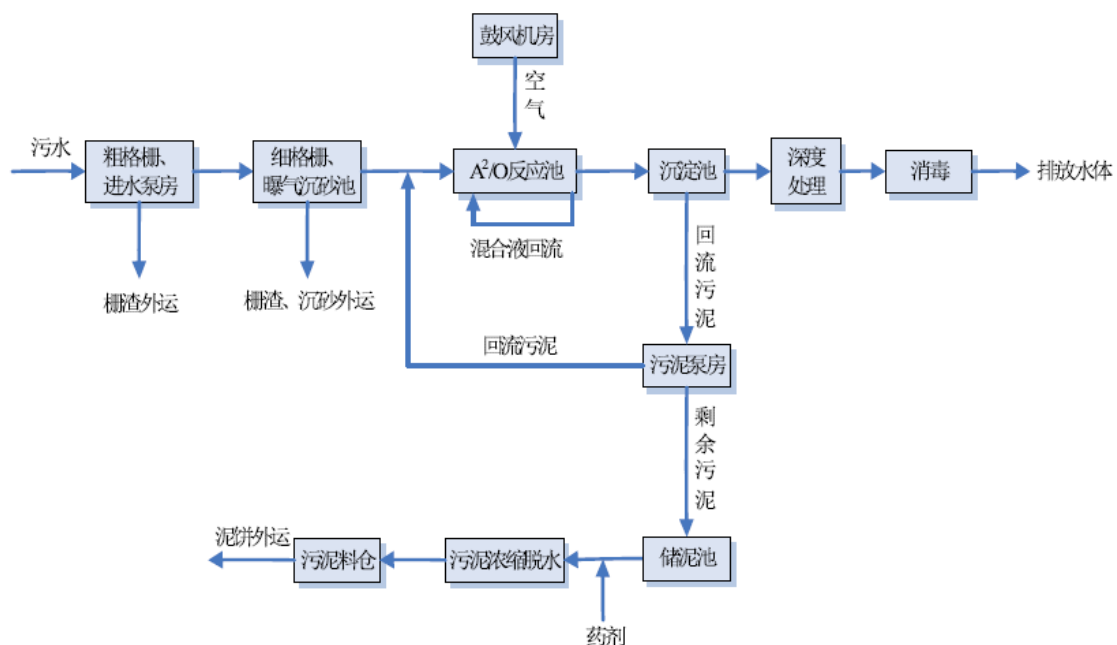 鼓风机房
空
气
污水
粗格栅、
进水泵房
细格栅、
曝气沉砂池
A²/O反应池
沉淀池
深度
处理
消毒
排放水体
混合液回流
栅渣外运
栅渣、沉砂外运
回
流
污
泥
回流污泥
污泥泵房
剩
余
污
泥
泥饼外运
污泥料仓
污泥浓缩脱水
储泥池
药剂